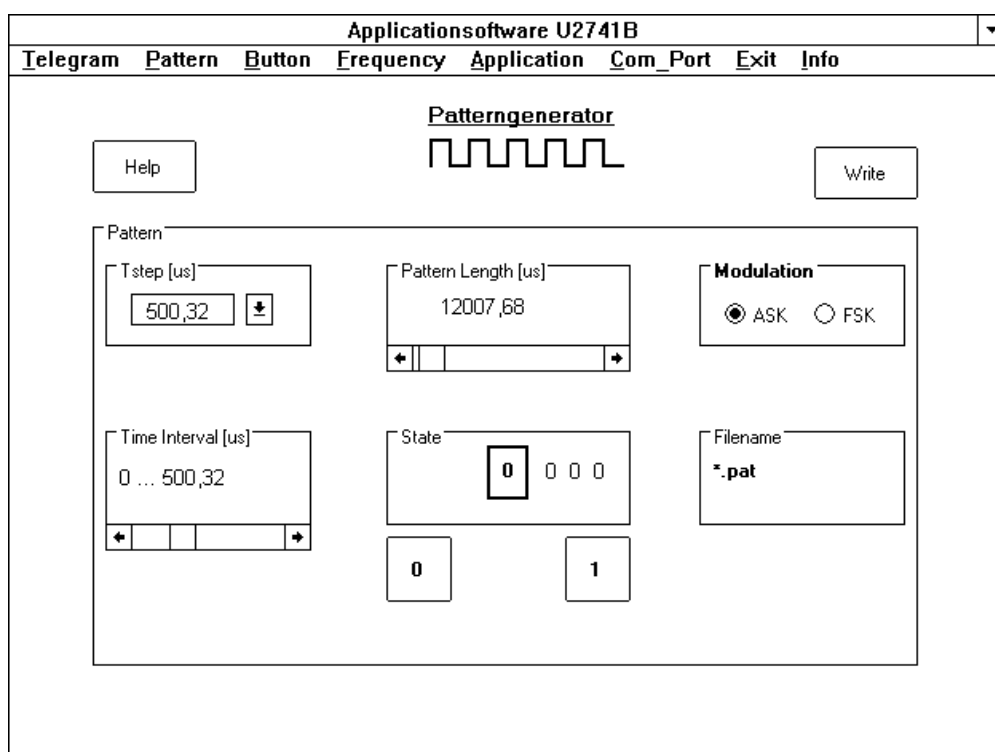 Applicationsoftware U2741B
Telegram Pattern Button Frequency Application Com_Port Exit Info
Patterngenerator
Help
Write
Pattern
Tstep [us]
500,32
Pattern Length [us]
12007,68
Modulation
ASK FSK
Time Interval [us]
0 ... 500,32
State
0 0 0 0
Filename
*.pat
0
1